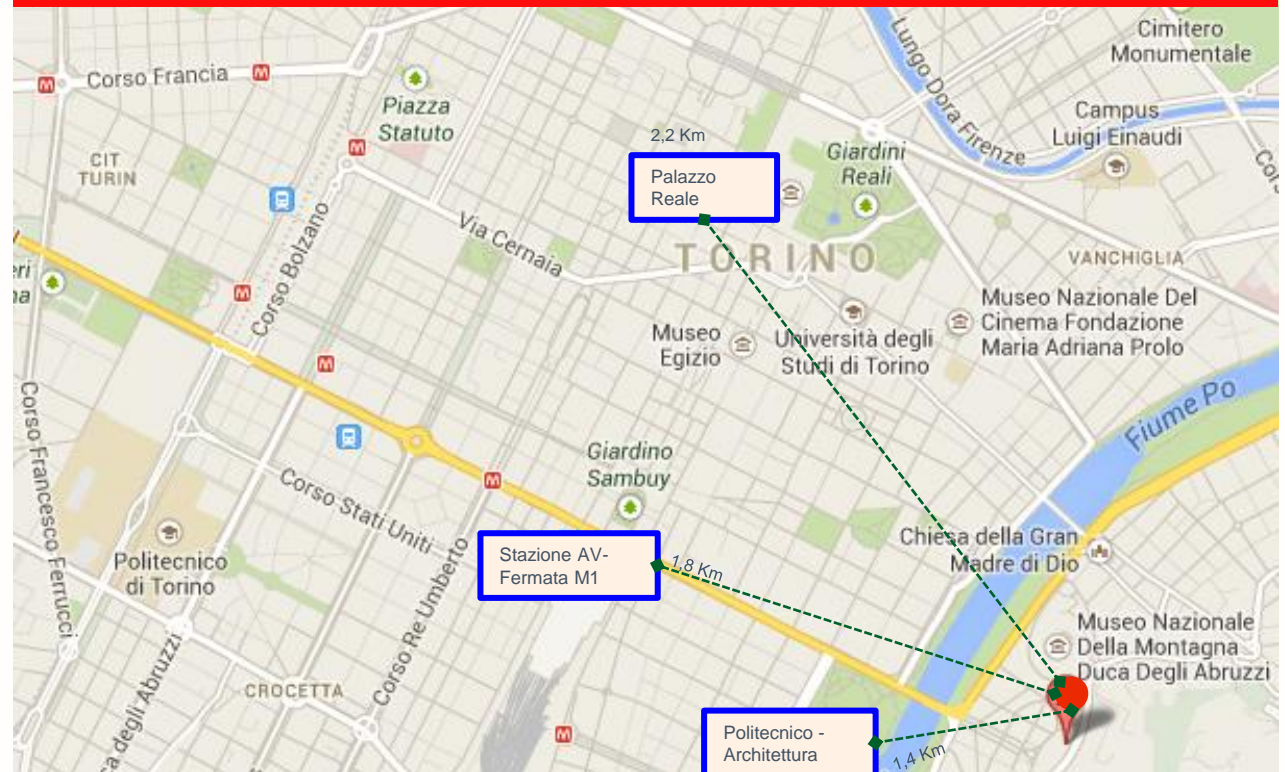 Cimitero
Monumentale
Lungo Dora Firenze
Corso Francia
Piazza
Statuto
Campus
Luigi Einaudi
2,2 Km
Giardini
Reali
CIT
TURIN
Palazzo
Reale
Corso Bolzano
Via Cernaia
TORINO
VANCHIGLIA
Museo Nazionale Del
Cinema Fondazione
Maria Adriana Prolo
Museo
Egizio
Università degli
Studi di Torino
Corso Francesco Ferrucci
Fiume Po
Giardino
Sambuy
Corso Stati Uniti
Chiesa della Gran
Madre di Dio
Politecnico
di Torino
Stazione AV-
Fermata M1
1,8 Km
Corso Re Umberto
Museo Nazionale
Della Montagna
Duca Degli Abruzzi
CROCETTA
degli Abruzzi
Politecnico -
Architettura
1,4 Km